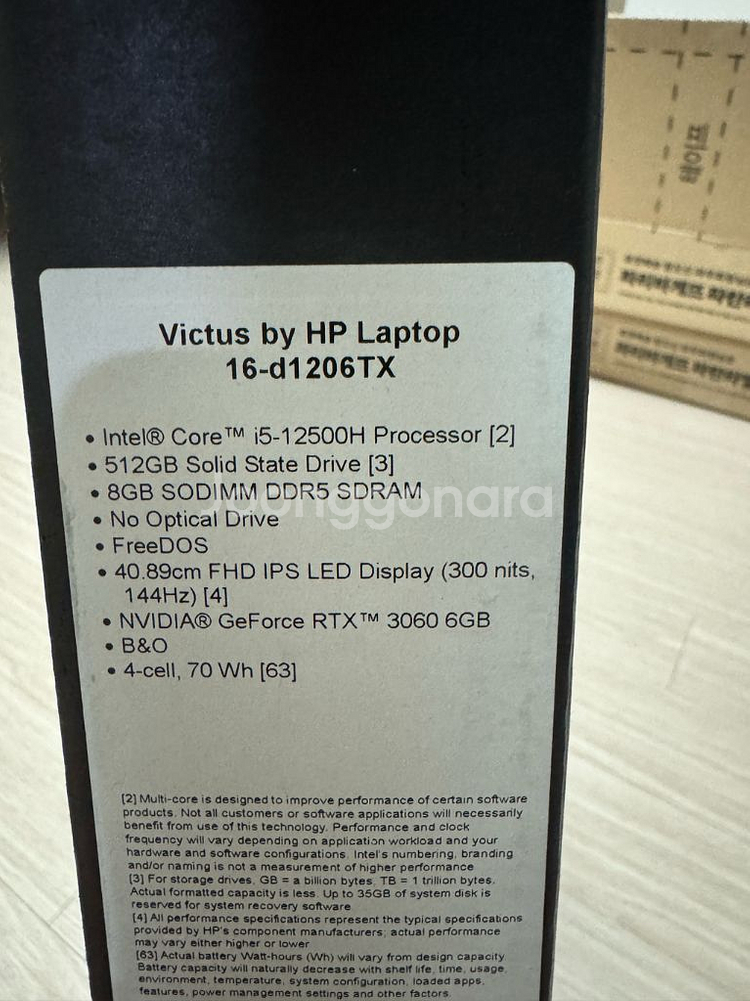 Victus by HP Laptop
16-d1206TX
• Intel® Core™ i5-12500H Processor [2]
• 512GB Solid State Drive [3]
• 8GB SODIMM DDR5 SDRAM
• No Optical Drive
• FreeDOS
• 40.89cm FHD IPS LED Display (300 nits,
144Hz) [4]
• NVIDIA® GeForce RTX™ 3060 6GB
• B&O
• 4-cell, 70 Wh [63]
Joonggonara
[2] Multi-core is designed to improve performance of certain software
products. Not all customers or software applications will necessarily
benefit from use of this technology. Performance and clock
frequency will vary depending on application workload and your
hardware and software configurations. Intel's numbering, branding
and/or naming is not a measurement of higher performance
[3] For storage drives, GB = a billion bytes. TB = 1 trillion bytes.
Actual formatted capacity is less. Up to 35GB of system disk is
reserved for system recovery software
[4] All performance specifications represent the typical specifications
provided by HP's component manufacturers; actual performance
may vary either higher or lower
[63] Actual battery Watt-hours (Wh) will vary from design capacity.
Battery capacity will naturally decrease with shelf life, time, usage,
environment, temperature, system configuration, loaded apps,
features, power management settings and other factors.